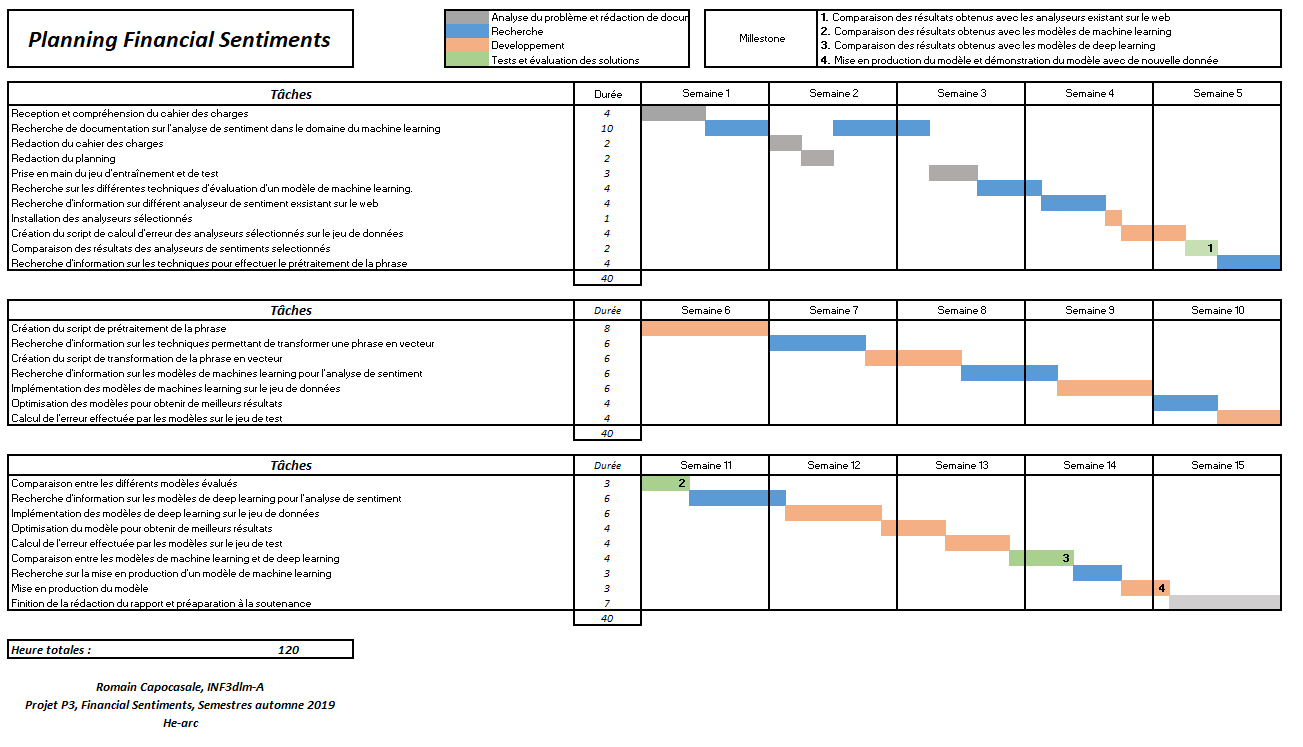 Planning Financial Sentiments
Analyse du problème et rédaction de docur
Recherche
Developpement
Tests et évaluation des solutions
Millestone
1. Comparaison des résultats obtenus avec les analyseurs existant sur le web
2. Comparaison des résultats obtenus avec les modèles de machine learning
3. Comparaison des résultats obtenus avec les modèles de deep learning
4. Mise en production du modèle et démonstration du modèle avec de nouvelle donnée
Tâches Durée Semaine 1 Semaine 2 Semaine 3 Semaine 4 Semaine 5
Reception et compréhension du cahier des charges 4
Recherche de documentation sur l'analyse de sentiment dans le domaine du machine learning 10
Redaction du cahier des charges 2
Redaction du planning 2
Prise en main du jeu d'entraînement et de test 3
Recherche sur les différentes techniques d'évaluation d'un modèle de machine learning. 4
Recherche d'information sur différent analyseur de sentiment exsistant sur le web 4
Installation des analyseurs sélectionnés 1
Création du script de calcul d'erreur des analyseurs sélectionnés sur le jeu de données 4
Comparaison des résultats des analyseurs de sentiments selectionnés 2 1
Recherche d'information sur les techniques pour effectuer le prétraitement de la phrase 4
40
Tâches Durée Semaine 6 Semaine 7 Semaine 8 Semaine 9 Semaine 10
Création du script de prétraitement de la phrase 8
Recherche d'information sur les techniques permettant de transformer une phrase en vecteur 6
Création du script de transformation de la phrase en vecteur 6
Recherche d'information sur les modèles de machines learning pour l'analyse de sentiment 6
Implémentation des modèles de machines learning sur le jeu de données 6
Optimisation des modèles pour obtenir de meilleurs résultats 4
Calcul de l'erreur effectuée par les modèles sur le jeu de test 4
40
Tâches Durée Semaine 11 Semaine 12 Semaine 13 Semaine 14 Semaine 15
Comparaison entre les différents modèles évalués 3 2
Recherche d'information sur les modèles de deep learning pour l'analyse de sentiment 6
Implémentation des modèles de deep learning sur le jeu de données 6
Optimisation du modèle pour obtenir de meilleurs résultats 4
Calcul de l'erreur effectuée par les modèles sur le jeu de test 4
Comparaison entre les modèles de machine learning et de deep learning 4 3
Recherche sur la mise en production d'un modèle de machine learning 3
Mise en production du modèle 3 4
Finition de la rédaction du rapport et préaparation à la soutenance 7
40
Heure totales : 120
Romain Capocasale, INF3dlm-A
Projet P3, Financial Sentiments, Semestres automne 2019
He-arc